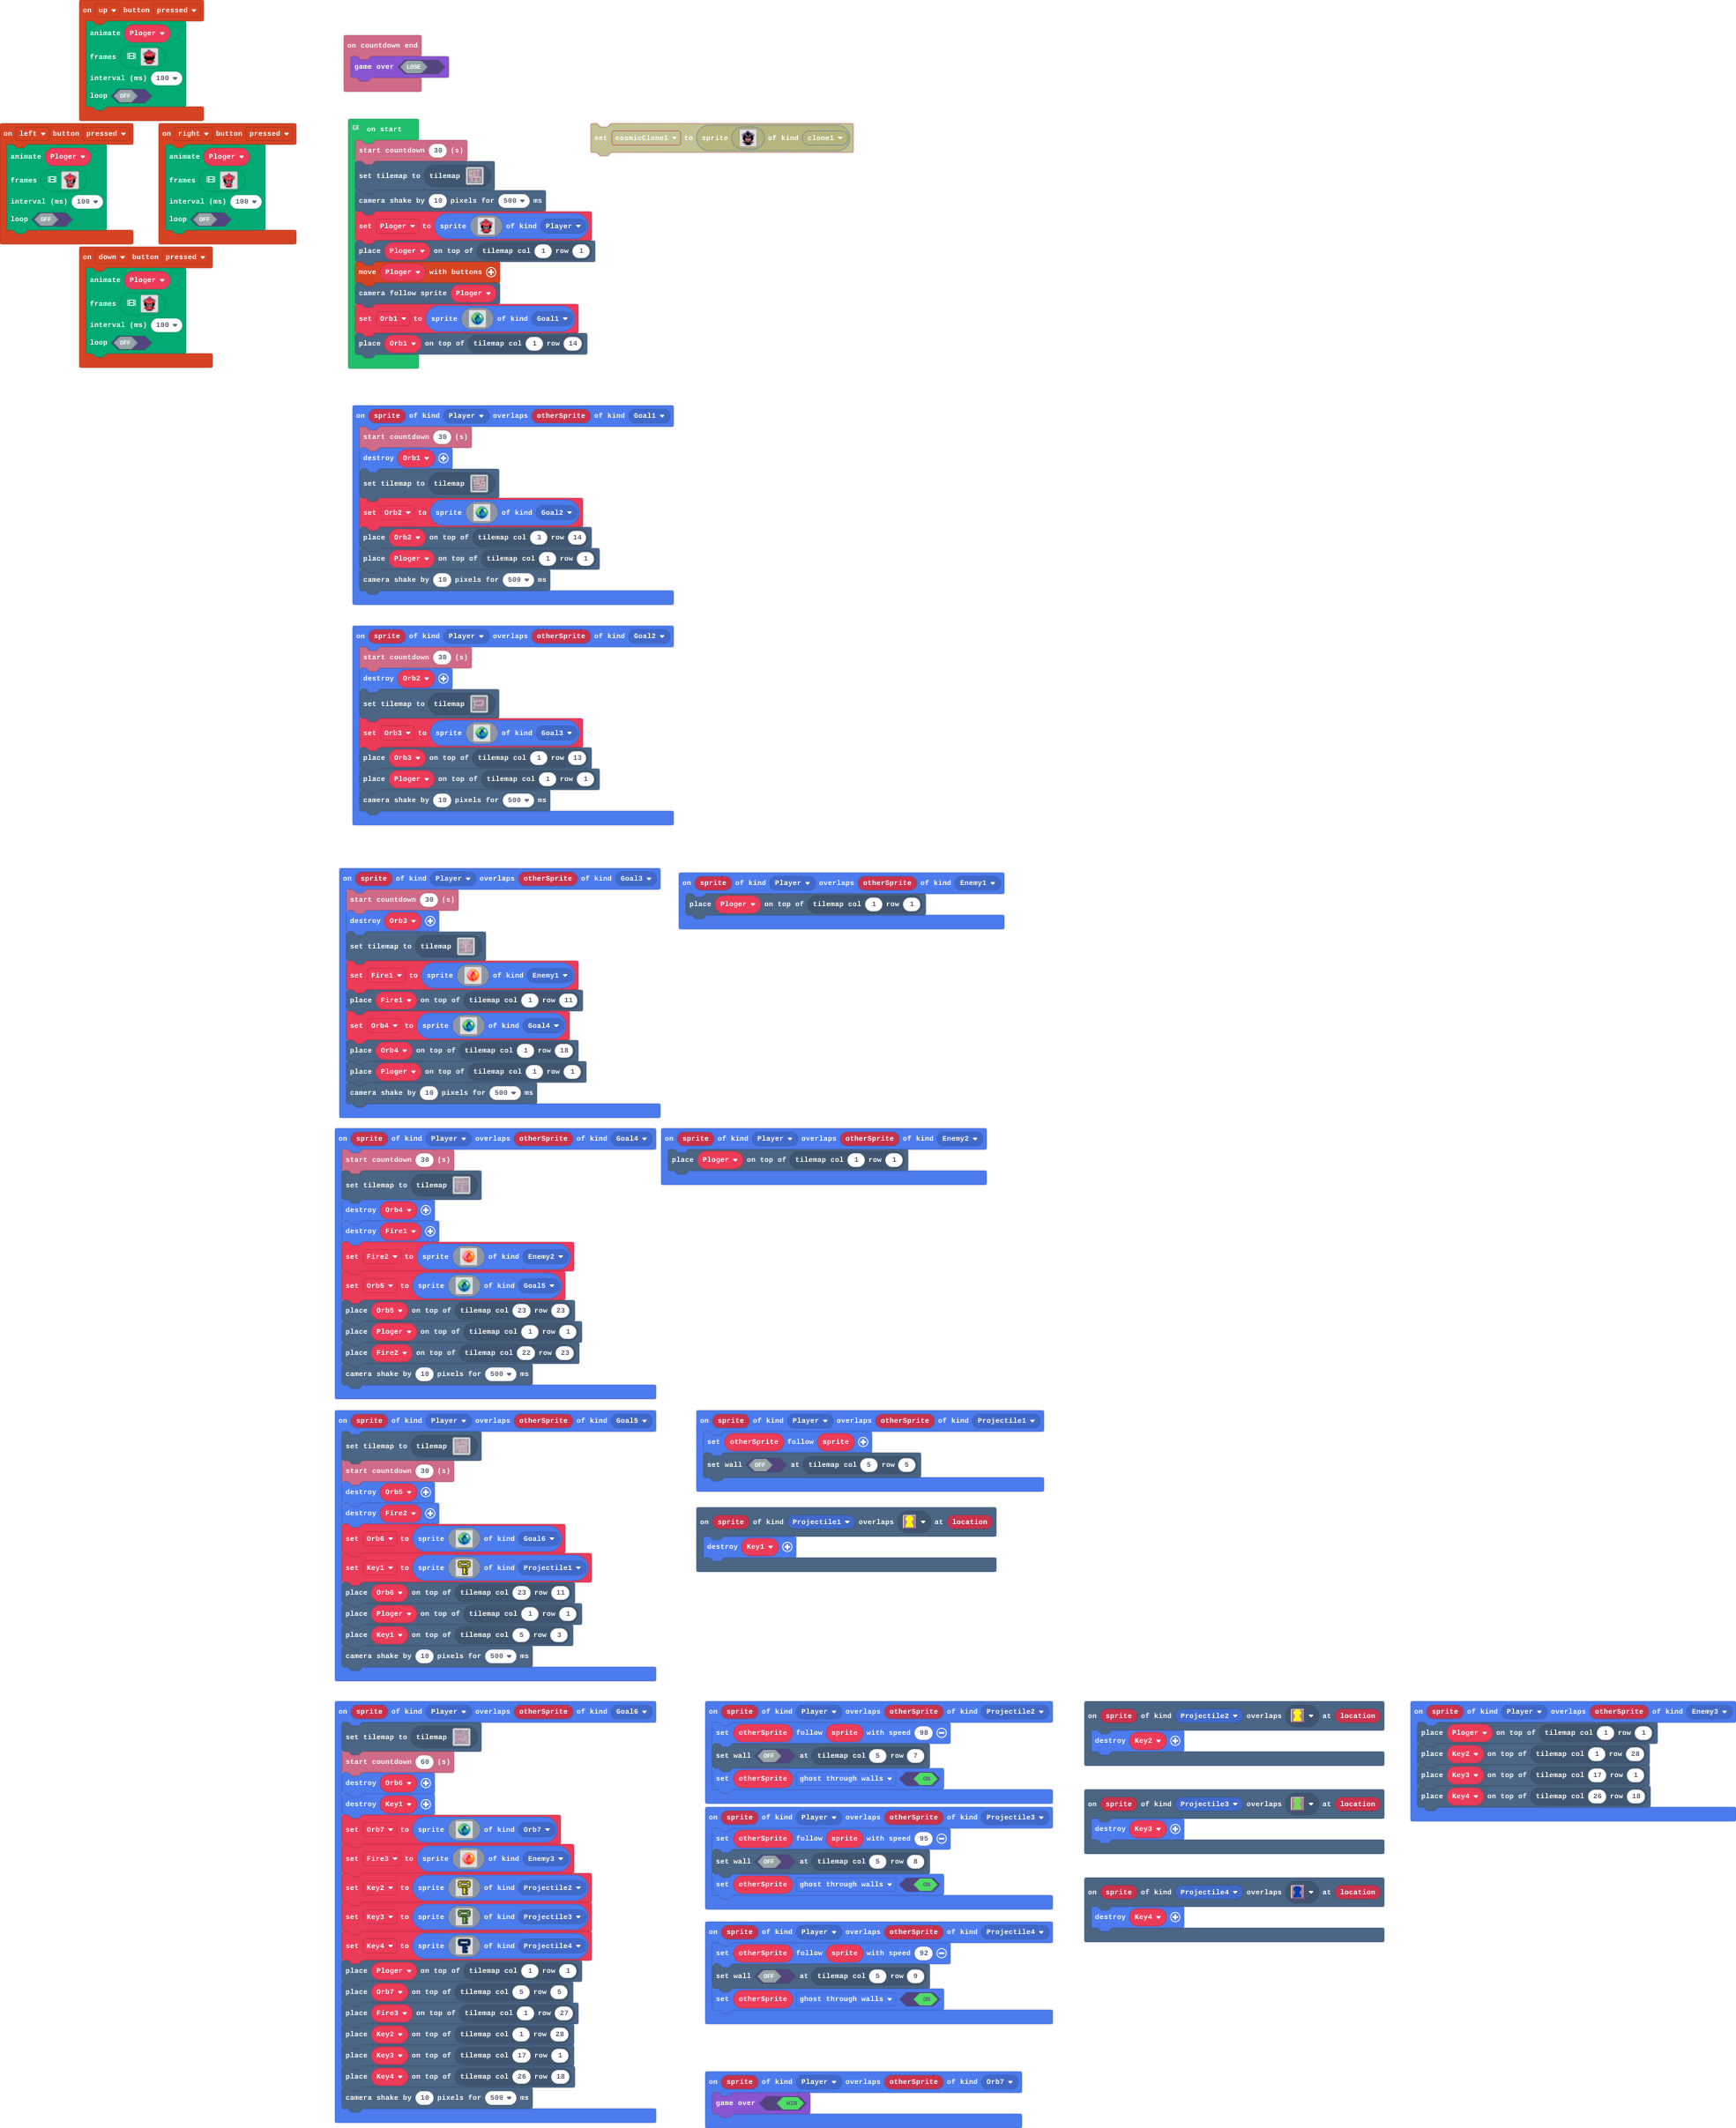 on up button pressed
animate Ploger
frames
interval (ms) 100
loop OFF
on left button pressed
animate Ploger
frames
interval (ms) 100
loop OFF
on right button pressed
animate Ploger
frames
interval (ms) 100
loop OFF
on down button pressed
animate Ploger
frames
interval (ms) 100
loop OFF
on countdown end
game over LOSE
on start
start countdown 30 (s)
set tilemap to tilemap
camera shake by 10 pixels for 500 ms
set Ploger to sprite of kind Player
place Ploger on top of tilemap col 1 row 1
move Ploger with buttons
camera follow sprite Ploger
set Orb1 to sprite of kind Goal1
place Orb1 on top of tilemap col 1 row 14
set cosmicClone1 to sprite of kind clone1
on sprite of kind Player overlaps otherSprite of kind Goal1
start countdown 30 (s)
destroy Orb1
set tilemap to tilemap
set Orb2 to sprite of kind Goal2
place Orb2 on top of tilemap col 3 row 14
place Ploger on top of tilemap col 1 row 1
camera shake by 10 pixels for 500 ms
on sprite of kind Player overlaps otherSprite of kind Goal2
start countdown 30 (s)
destroy Orb2
set tilemap to tilemap
set Orb3 to sprite of kind Goal3
place Orb3 on top of tilemap col 1 row 13
place Ploger on top of tilemap col 1 row 1
camera shake by 10 pixels for 500 ms
on sprite of kind Player overlaps otherSprite of kind Goal3
start countdown 30 (s)
destroy Orb3
set tilemap to tilemap
set Fire1 to sprite of kind Enemy1
place Fire1 on top of tilemap col 1 row 11
set Orb4 to sprite of kind Goal4
place Orb4 on top of tilemap col 1 row 18
place Ploger on top of tilemap col 1 row 1
camera shake by 10 pixels for 500 ms
on sprite of kind Player overlaps otherSprite of kind Enemy1
place Ploger on top of tilemap col 1 row 1
on sprite of kind Player overlaps otherSprite of kind Goal4
start countdown 30 (s)
set tilemap to tilemap
destroy Orb4
destroy Fire1
set Fire2 to sprite of kind Enemy2
set Orb5 to sprite of kind Goal5
place Orb5 on top of tilemap col 23 row 23
place Ploger on top of tilemap col 1 row 1
place Fire2 on top of tilemap col 22 row 23
camera shake by 10 pixels for 500 ms
on sprite of kind Player overlaps otherSprite of kind Enemy2
place Ploger on top of tilemap col 1 row 1
on sprite of kind Player overlaps otherSprite of kind Goal5
set tilemap to tilemap
start countdown 30 (s)
destroy Orb5
destroy Fire2
set Orb6 to sprite of kind Goal6
set Key1 to sprite of kind Projectile1
place Orb6 on top of tilemap col 23 row 11
place Ploger on top of tilemap col 1 row 1
place Key1 on top of tilemap col 5 row 3
camera shake by 10 pixels for 500 ms
on sprite of kind Player overlaps otherSprite of kind Projectile1
set otherSprite follow sprite
set wall OFF at tilemap col 5 row 5
on sprite of kind Projectile1 overlaps at location
destroy Key1
on sprite of kind Player overlaps otherSprite of kind Goal6
set tilemap to tilemap
start countdown 60 (s)
destroy Orb6
destroy Key1
set Orb7 to sprite of kind Orb7
set Fire3 to sprite of kind Enemy3
set Key2 to sprite of kind Projectile2
set Key3 to sprite of kind Projectile3
set Key4 to sprite of kind Projectile4
place Ploger on top of tilemap col 1 row 1
place Orb7 on top of tilemap col 5 row 5
place Fire3 on top of tilemap col 1 row 27
place Key2 on top of tilemap col 1 row 28
place Key3 on top of tilemap col 17 row 1
place Key4 on top of tilemap col 26 row 18
camera shake by 10 pixels for 500 ms
on sprite of kind Player overlaps otherSprite of kind Projectile2
set otherSprite follow sprite with speed 98
set wall OFF at tilemap col 5 row 7
set otherSprite ghost through walls ON
on sprite of kind Player overlaps otherSprite of kind Projectile3
set otherSprite follow sprite with speed 95
set wall OFF at tilemap col 5 row 8
set otherSprite ghost through walls ON
on sprite of kind Player overlaps otherSprite of kind Projectile4
set otherSprite follow sprite with speed 92
set wall OFF at tilemap col 5 row 9
set otherSprite ghost through walls ON
on sprite of kind Player overlaps otherSprite of kind Orb7
game over WIN
on sprite of kind Projectile2 overlaps at location
destroy Key2
on sprite of kind Projectile3 overlaps at location
destroy Key3
on sprite of kind Projectile4 overlaps at location
destroy Key4
on sprite of kind Player overlaps otherSprite of kind Enemy3
place Ploger on top of tilemap col 1 row 1
place Key2 on top of tilemap col 1 row 28
place Key3 on top of tilemap col 17 row 1
place Key4 on top of tilemap col 26 row 18